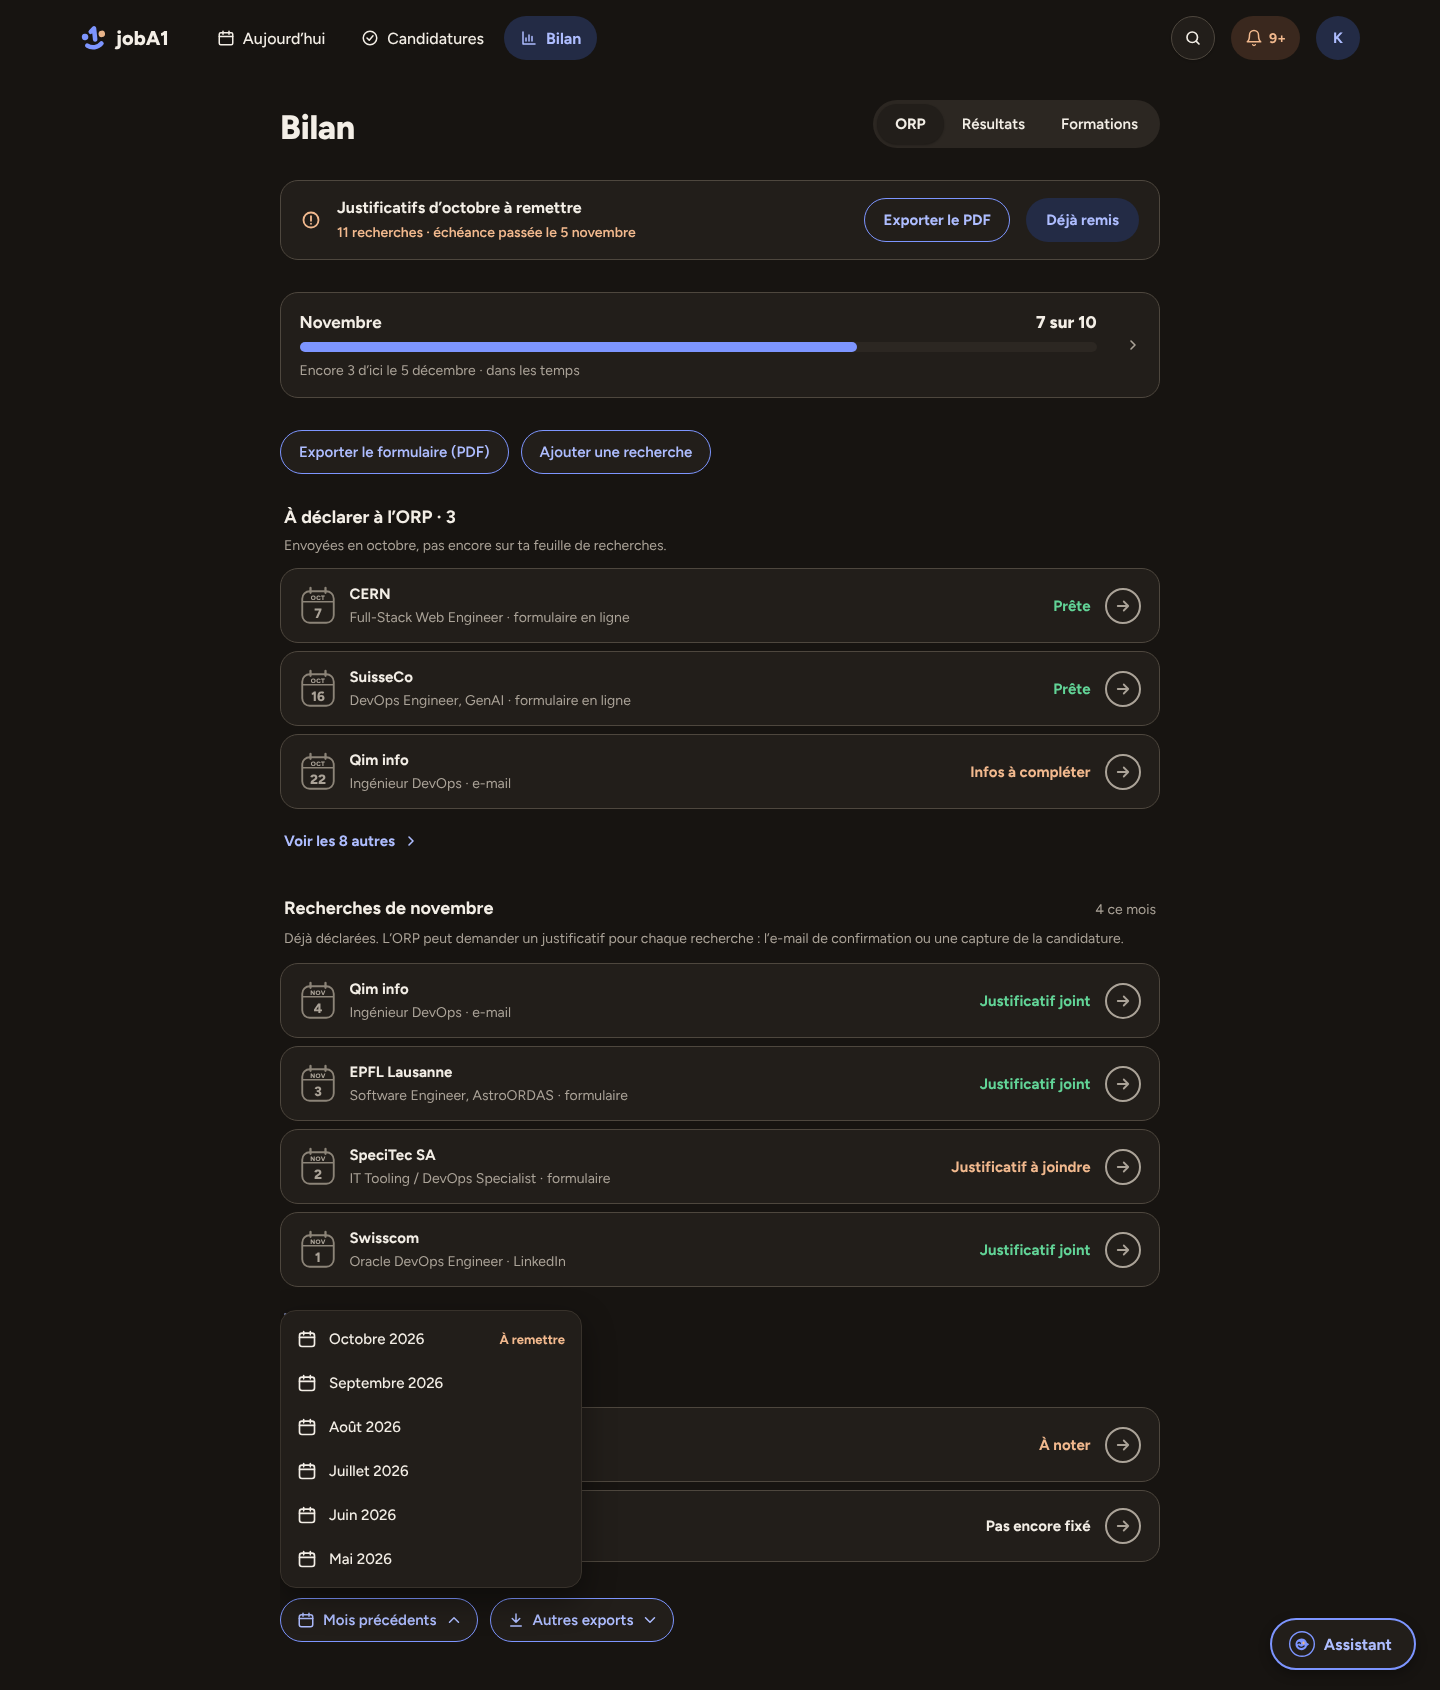 jobA1
Aujourd’hui
Candidatures
Bilan
9+
K
Bilan
ORP
Résultats
Formations
Justificatifs d’octobre à remettre
11 recherches · échéance passée le 5 novembre
Exporter le PDF
Déjà remis
Novembre
7 sur 10
Encore 3 d’ici le 5 décembre · dans les temps
Exporter le formulaire (PDF)
Ajouter une recherche
À déclarer à l’ORP · 3
Envoyées en octobre, pas encore sur ta feuille de recherches.
OCT
7
CERN
Full-Stack Web Engineer · formulaire en ligne
Prête
OCT
16
SuisseCo
DevOps Engineer, GenAI · formulaire en ligne
Prête
OCT
22
Qim info
Ingénieur DevOps · e-mail
Infos à compléter
Voir les 8 autres
Recherches de novembre
4 ce mois
Déjà déclarées. L’ORP peut demander un justificatif pour chaque recherche : l’e-mail de confirmation ou une capture de la candidature.
NOV
4
Qim info
Ingénieur DevOps · e-mail
Justificatif joint
NOV
3
EPFL Lausanne
Software Engineer, AstroORDAS · formulaire
Justificatif joint
NOV
2
SpeciTec SA
IT Tooling / DevOps Specialist · formulaire
Justificatif à joindre
NOV
1
Swisscom
Oracle DevOps Engineer · LinkedIn
Justificatif joint
Octobre 2026
À remettre
Septembre 2026
Août 2026
Juillet 2026
Juin 2026
Mai 2026
À noter
Pas encore fixé
Mois précédents
Autres exports
Assistant